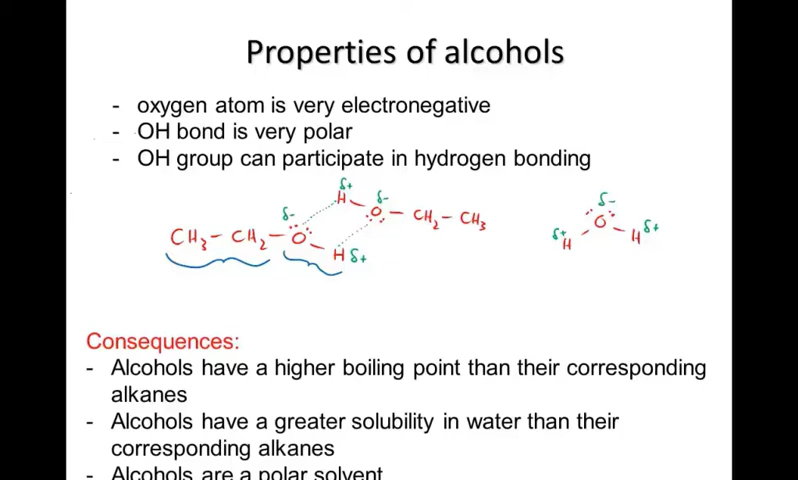 Properties of alcohols
- oxygen atom is very electronegative
- OH bond is very polar
- OH group can participate in hydrogen bonding
δ+ δ-
H O - CH₂ - CH₃
δ-
CH₃ - CH₂ - O
H δ+
δ-
O
δ+ H H δ+
Consequences:
- Alcohols have a higher boiling point than their corresponding
alkanes
- Alcohols have a greater solubility in water than their
corresponding alkanes
- Alcohols are a polar solvent